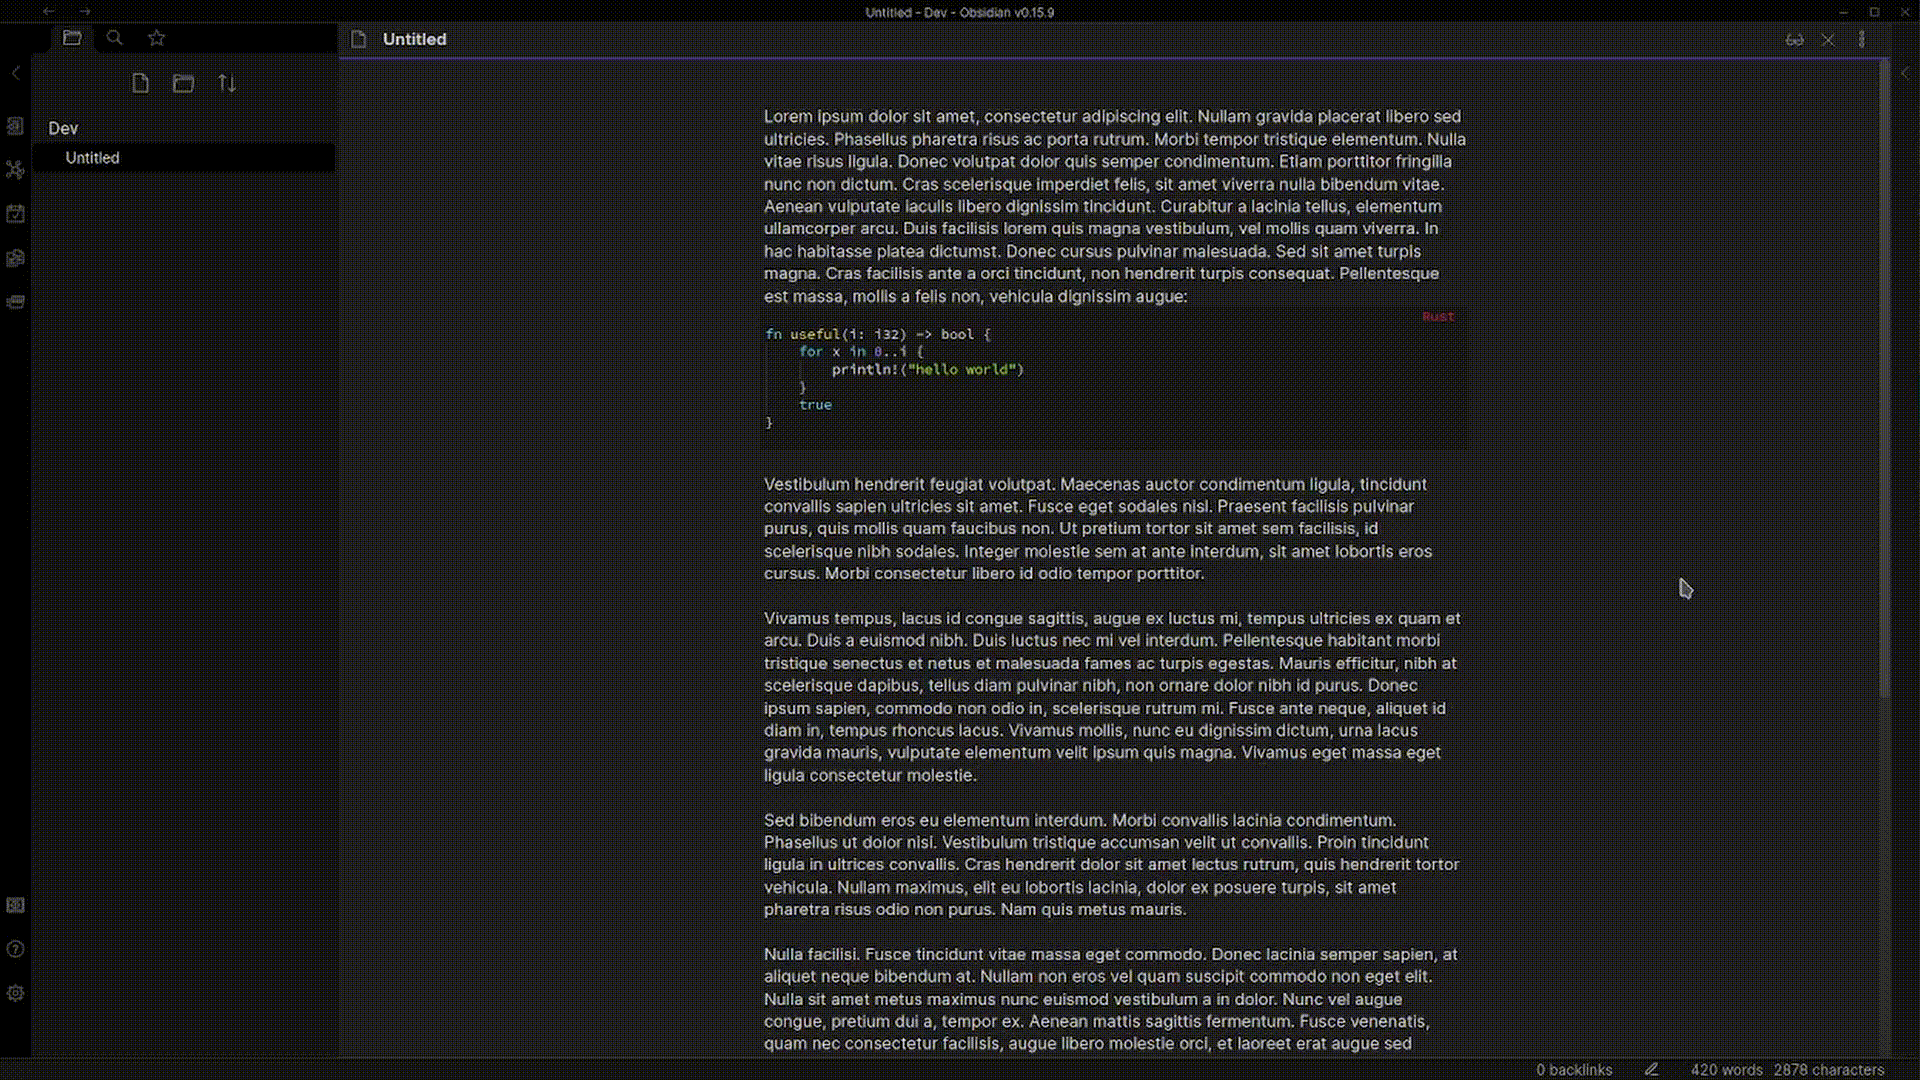 Untitled - Dev - Obsidian v0.15.9
Untitled
Dev
Untitled
Lorem ipsum dolor sit amet, consectetur adipiscing elit. Nullam gravida placerat libero sed
ultricies. Phasellus pharetra risus ac porta rutrum. Morbi tempor tristique elementum. Nulla
vitae risus ligula. Donec volutpat dolor quis semper condimentum. Etiam porttitor fringilla
nunc non dictum. Cras scelerisque imperdiet felis, sit amet viverra nulla bibendum vitae.
Aenean vulputate iaculis libero dignissim tincidunt. Curabitur a lacinia tellus, elementum
ullamcorper arcu. Duis facilisis lorem quis magna vestibulum, vel mollis quam viverra. In
hac habitasse platea dictumst. Donec cursus pulvinar malesuada. Sed sit amet turpis
magna. Cras facilisis ante a orci tincidunt, non hendrerit turpis consequat. Pellentesque
est massa, mollis a felis non, vehicula dignissim augue:
Rust
fn useful(i: i32) -> bool {
    for x in 0..i {
        println!("hello world")
    }
    true
}
Vestibulum hendrerit feugiat volutpat. Maecenas auctor condimentum ligula, tincidunt
convallis sapien ultricies sit amet. Fusce eget sodales nisl. Praesent facilisis pulvinar
purus, quis mollis quam faucibus non. Ut pretium tortor sit amet sem facilisis, id
scelerisque nibh sodales. Integer molestie sem at ante interdum, sit amet lobortis eros
cursus. Morbi consectetur libero id odio tempor porttitor.
Vivamus tempus, lacus id congue sagittis, augue ex luctus mi, tempus ultricies ex quam et
arcu. Duis a euismod nibh. Duis luctus nec mi vel interdum. Pellentesque habitant morbi
tristique senectus et netus et malesuada fames ac turpis egestas. Mauris efficitur, nibh at
scelerisque dapibus, tellus diam pulvinar nibh, non ornare dolor nibh id purus. Donec
ipsum sapien, commodo non odio in, scelerisque rutrum mi. Fusce ante neque, aliquet id
diam in, tempus rhoncus lacus. Vivamus mollis, nunc eu dignissim dictum, urna lacus
gravida mauris, vulputate elementum velit ipsum quis magna. Vivamus eget massa eget
ligula consectetur molestie.
Sed bibendum eros eu elementum interdum. Morbi convallis lacinia condimentum.
Phasellus ut dolor nisi. Vestibulum tristique accumsan velit ut convallis. Proin tincidunt
ligula in ultrices convallis. Cras hendrerit dolor sit amet lectus rutrum, quis hendrerit tortor
vehicula. Nullam maximus, elit eu lobortis lacinia, dolor ex posuere turpis, sit amet
pharetra risus odio non purus. Nam quis metus mauris.
Nulla facilisi. Fusce tincidunt vitae massa eget commodo. Donec lacinia semper sapien, at
aliquet neque bibendum at. Nullam non eros vel quam suscipit commodo non eget elit.
Nulla sit amet metus maximus nunc euismod vestibulum a in dolor. Nunc vel augue
congue, pretium dui a, tempor ex. Aenean mattis sagittis fermentum. Fusce venenatis,
quam nec consectetur facilisis, augue libero molestie orci, et laoreet erat augue sed
0 backlinks
420 words
2878 characters